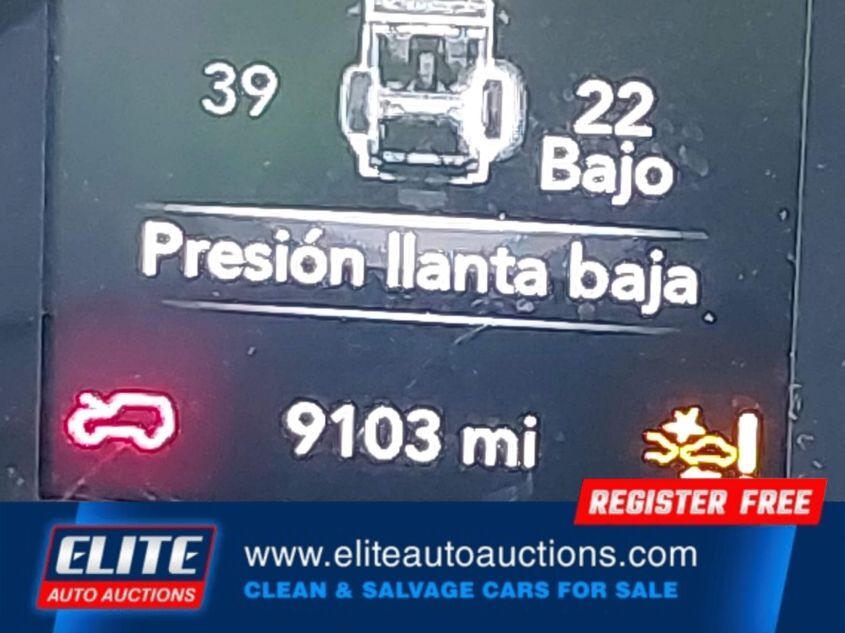 39
22
Bajo
Presión llanta baja
9103 mi
REGISTER FREE
ELITE
AUTO AUCTIONS
www.eliteautoauctions.com
CLEAN & SALVAGE CARS FOR SALE